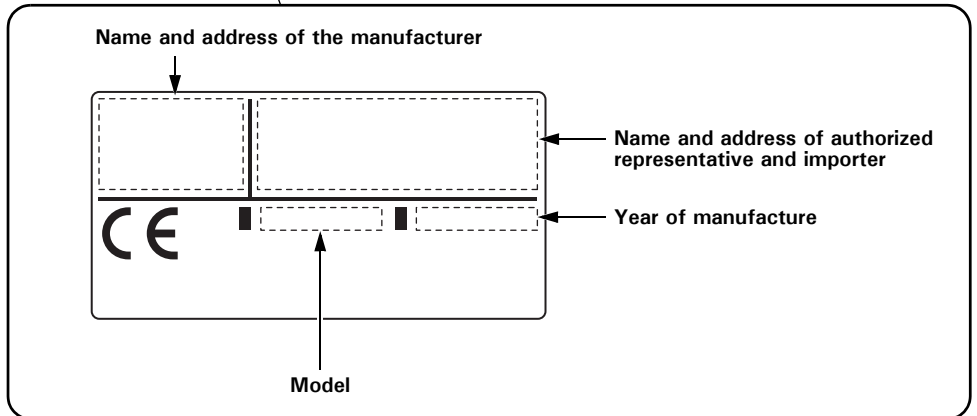 Name and address of the manufacturer
Name and address of authorized
representative and importer
CE
Year of manufacture
Model